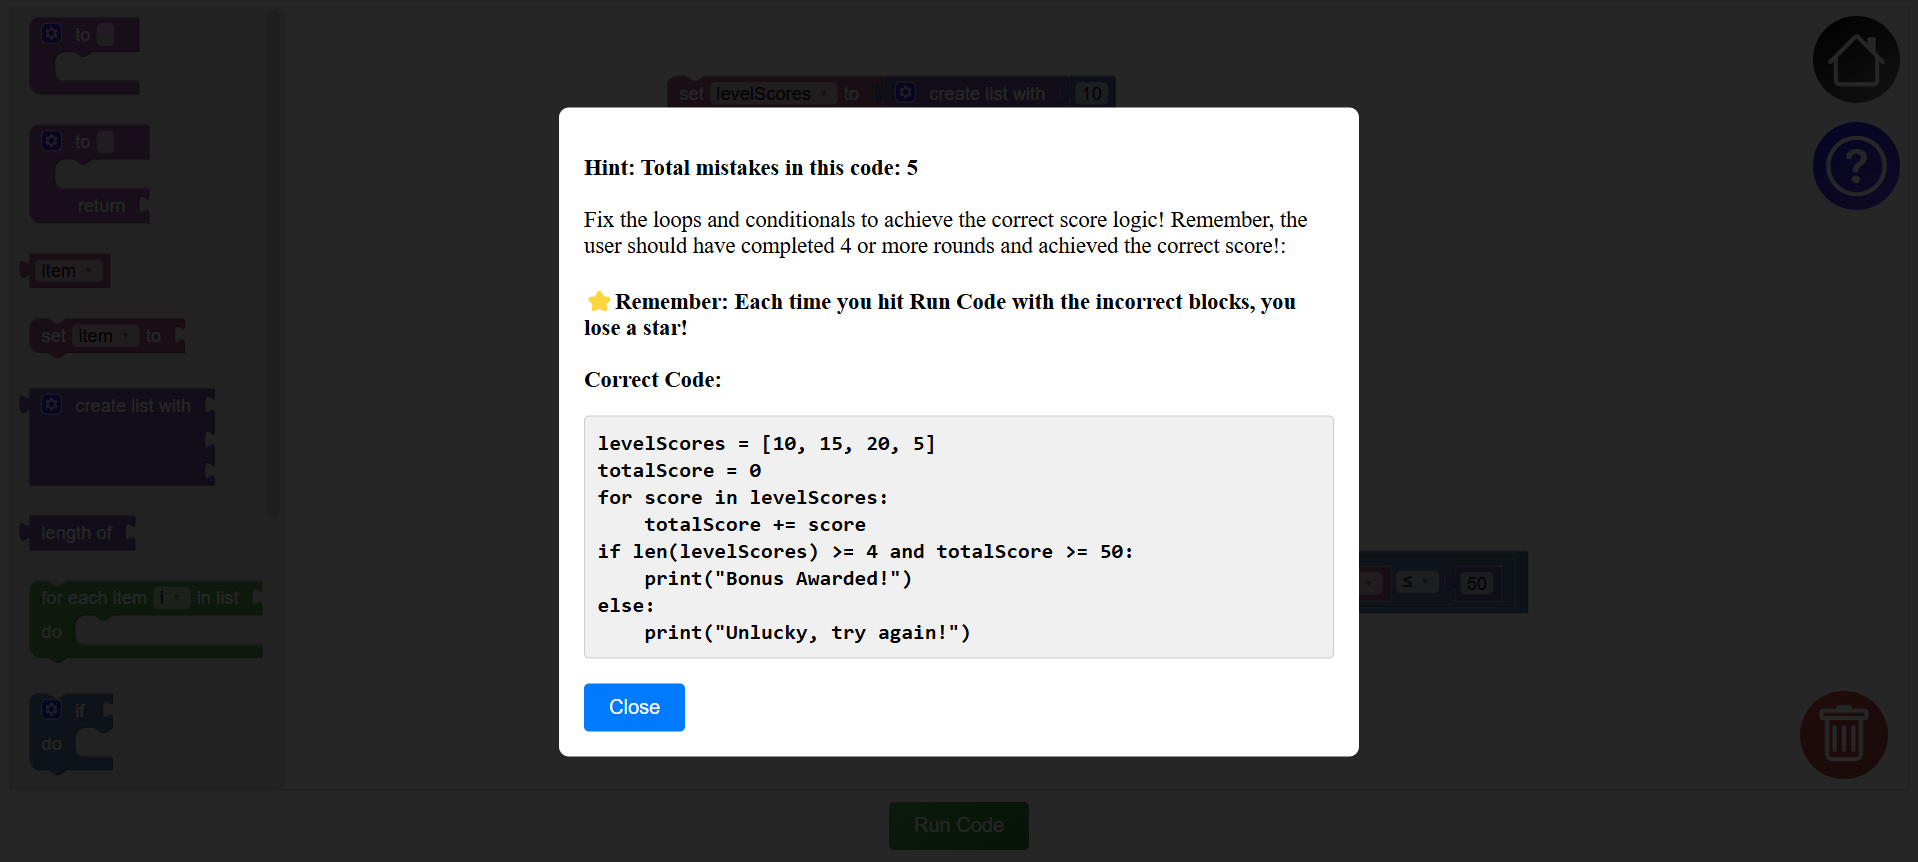 to
to
return
item
set item to
create list with
length of
for each item i in list
do
if
do
set levelScores to create list with 10
Hint: Total mistakes in this code: 5
Fix the loops and conditionals to achieve the correct score logic! Remember, the
user should have completed 4 or more rounds and achieved the correct score!:
Remember: Each time you hit Run Code with the incorrect blocks, you
lose a star!
Correct Code:
levelScores = [10, 15, 20, 5]
totalScore = 0
for score in levelScores:
    totalScore += score
if len(levelScores) >= 4 and totalScore >= 50:
    print("Bonus Awarded!")
else:
    print("Unlucky, try again!")
Close
≤ 50
?
Run Code